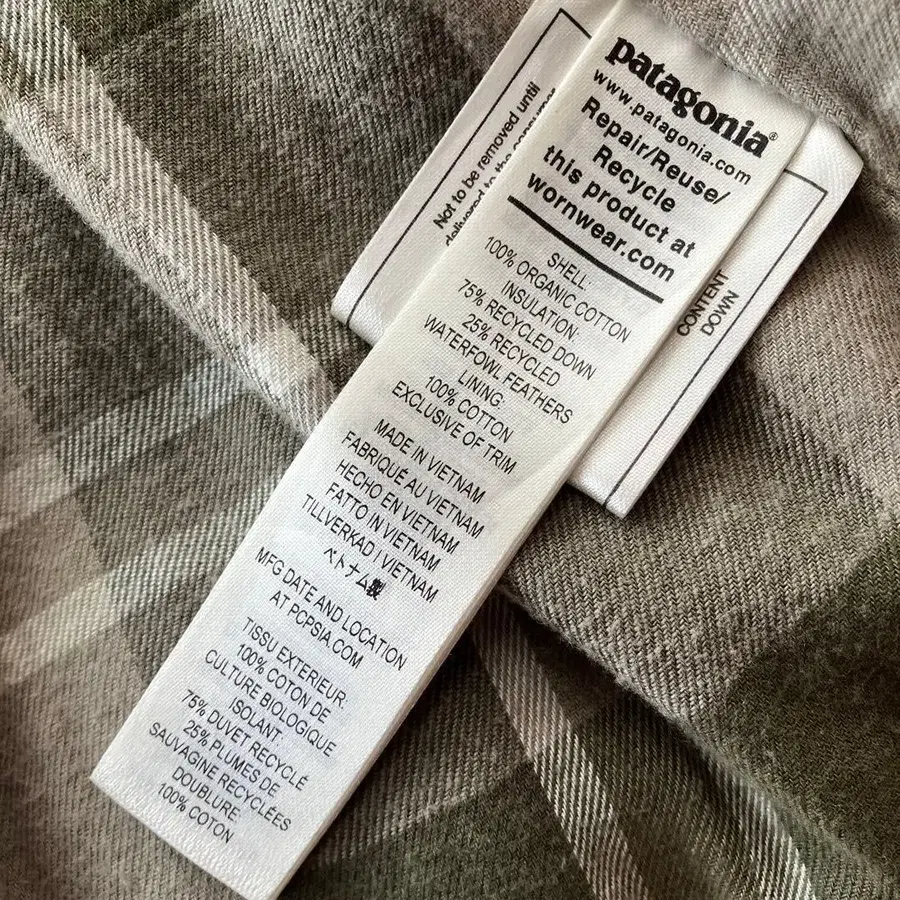 patagonia®
www.patagonia.com
Repair/Reuse/
Recycle
this product at
wornwear.com
SHELL:
100% ORGANIC COTTON
INSULATION:
75% RECYCLED DOWN
25% RECYCLED
WATERFOWL FEATHERS
LINING:
100% COTTON
EXCLUSIVE OF TRIM
MADE IN VIETNAM
FABRIQUÉ AU VIETNAM
HECHO EN VIETNAM
FATTO IN VIETNAM
TILLVERKAD I VIETNAM
ベトナム製
MFG DATE AND LOCATION
AT PCPSIA.COM
TISSU EXTERIEUR:
100% COTON DE
CULTURE BIOLOGIQUE
ISOLANT:
75% DUVET RECYCLÉ
25% PLUMES DE
SAUVAGINE RECYCLÉES
DOUBLURE:
100% COTON
Not to be removed until
delivered to the consumer
CONTENT
DOWN